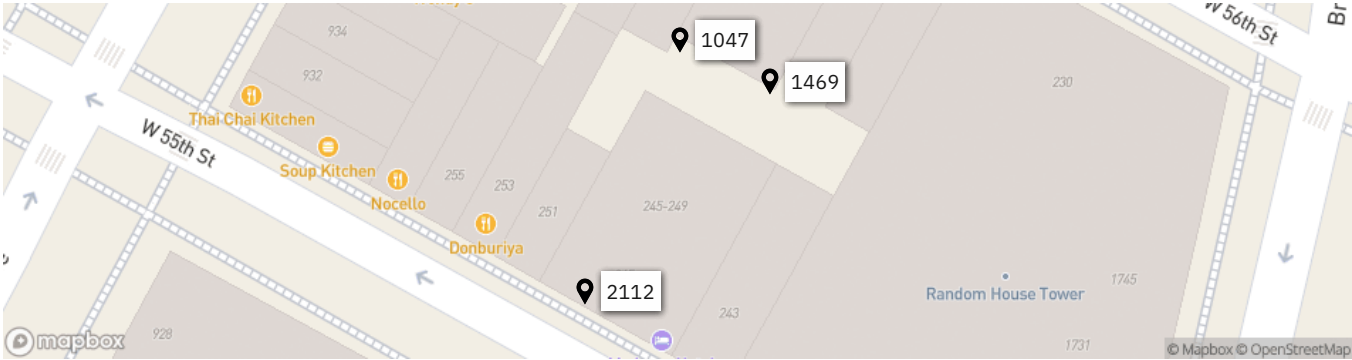 W 56th St
Br
934
1047
1469
230
932
Thai Chai Kitchen
W 55th St
Soup Kitchen
255
253
Nocello
251
245-249
Donburiya
2112
1745
Random House Tower
243
928
1731
mapbox
© Mapbox © OpenStreetMap